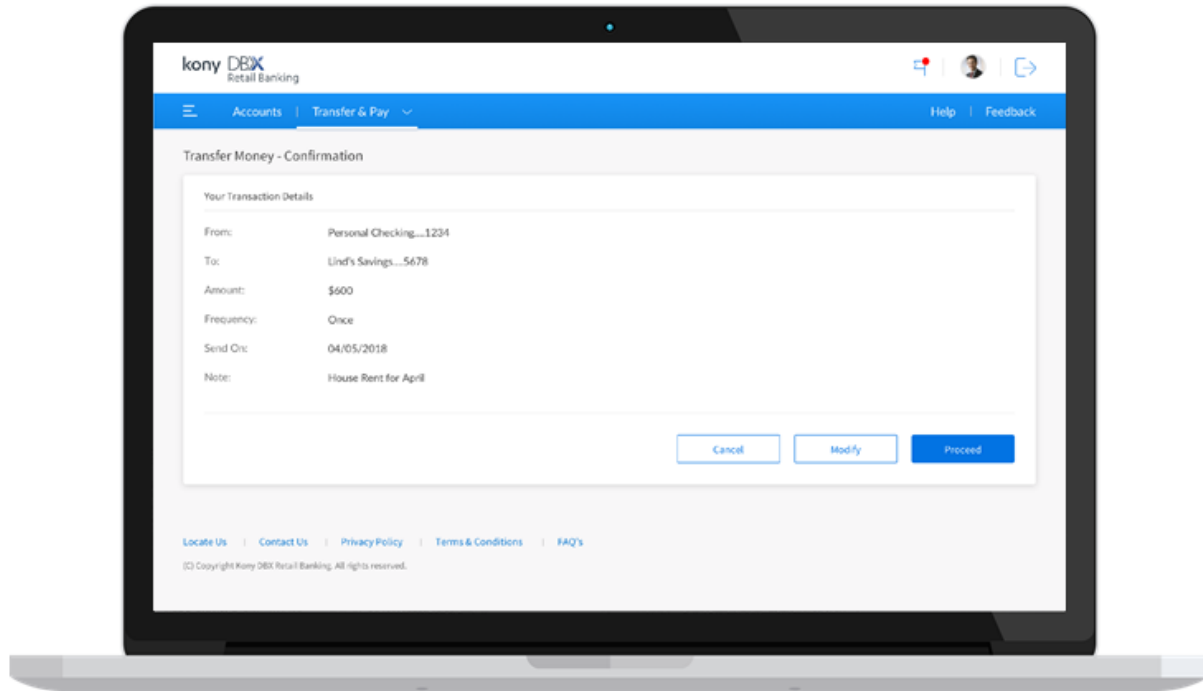 kony DBX
Retail Banking
Accounts | Transfer & Pay
Help | Feedback
Transfer Money - Confirmation
Your Transaction Details
From: Personal Checking....1234
To: Lind's Savings....5678
Amount: $600
Frequency: Once
Send On: 04/05/2018
Note: House Rent for April
Cancel Modify Proceed
Locate Us | Contact Us | Privacy Policy | Terms & Conditions | FAQ's
(C) Copyright Kony DBX Retail Banking. All rights reserved.